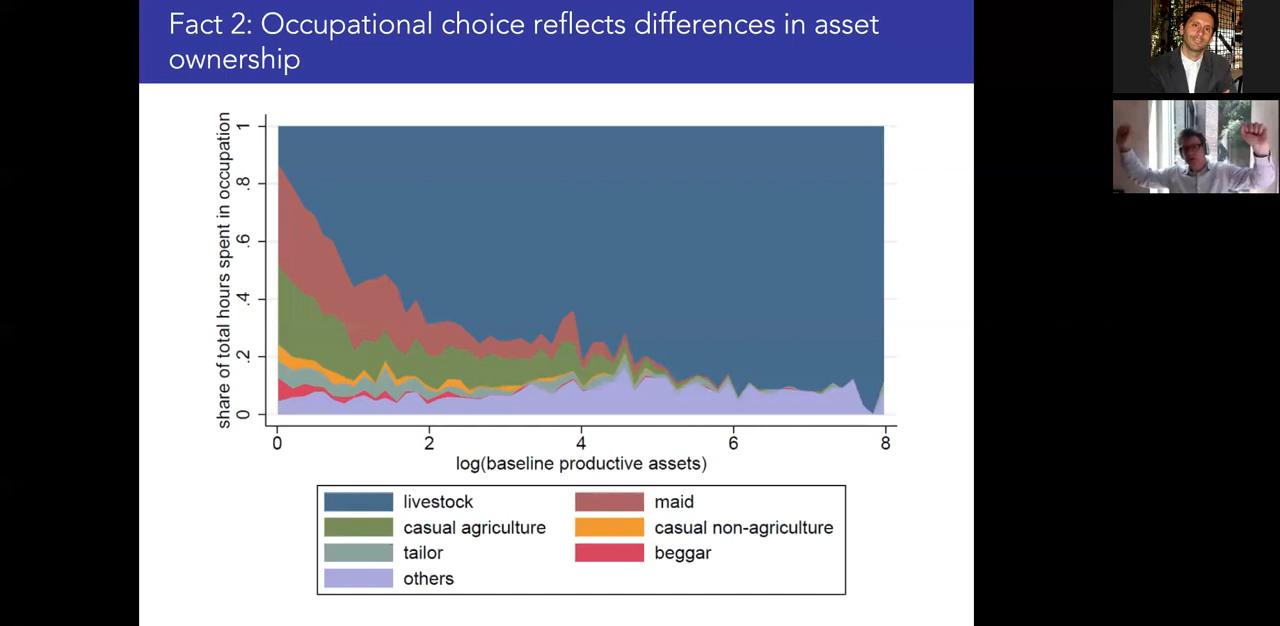 Fact 2: Occupational choice reflects differences in asset
ownership
share of total hours spent in occupation
1
.8
.6
.4
.2
0
0 2 4 6 8
log(baseline productive assets)
livestock maid
casual agriculture casual non-agriculture
tailor beggar
others